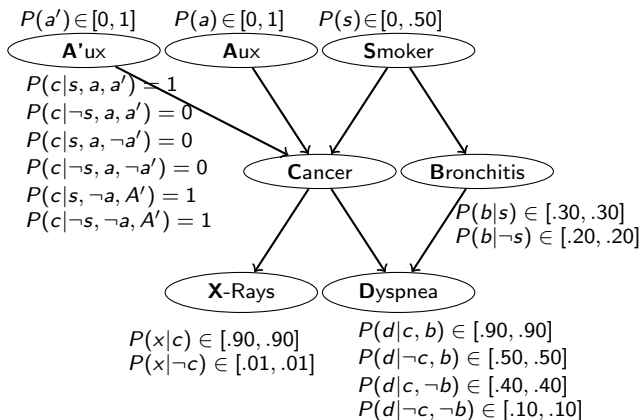 P(a′) ∈ [0, 1] P(a) ∈ [0, 1] P(s) ∈ [0, .50]
A'ux Aux Smoker
P(c|s, a, a′) = 1
P(c|¬s, a, a′) = 0
P(c|s, a, ¬a′) = 0
P(c|¬s, a, ¬a′) = 0
P(c|s, ¬a, A′) = 1
P(c|¬s, ¬a, A′) = 1
Cancer Bronchitis
P(b|s) ∈ [.30, .30]
P(b|¬s) ∈ [.20, .20]
X-Rays Dyspnea
P(x|c) ∈ [.90, .90]
P(x|¬c) ∈ [.01, .01]
P(d|c, b) ∈ [.90, .90]
P(d|¬c, b) ∈ [.50, .50]
P(d|c, ¬b) ∈ [.40, .40]
P(d|¬c, ¬b) ∈ [.10, .10]